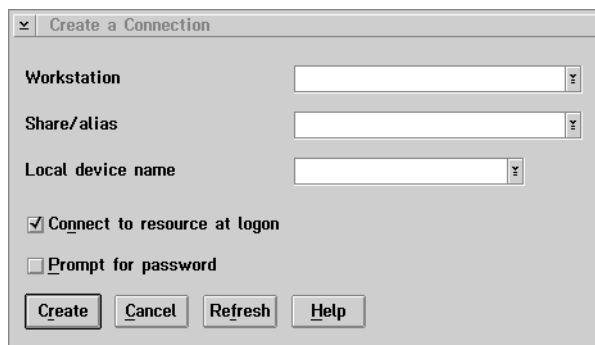 Create a Connection
Workstation
Share/alias
Local device name
Connect to resource at logon
Prompt for password
Create Cancel Refresh Help